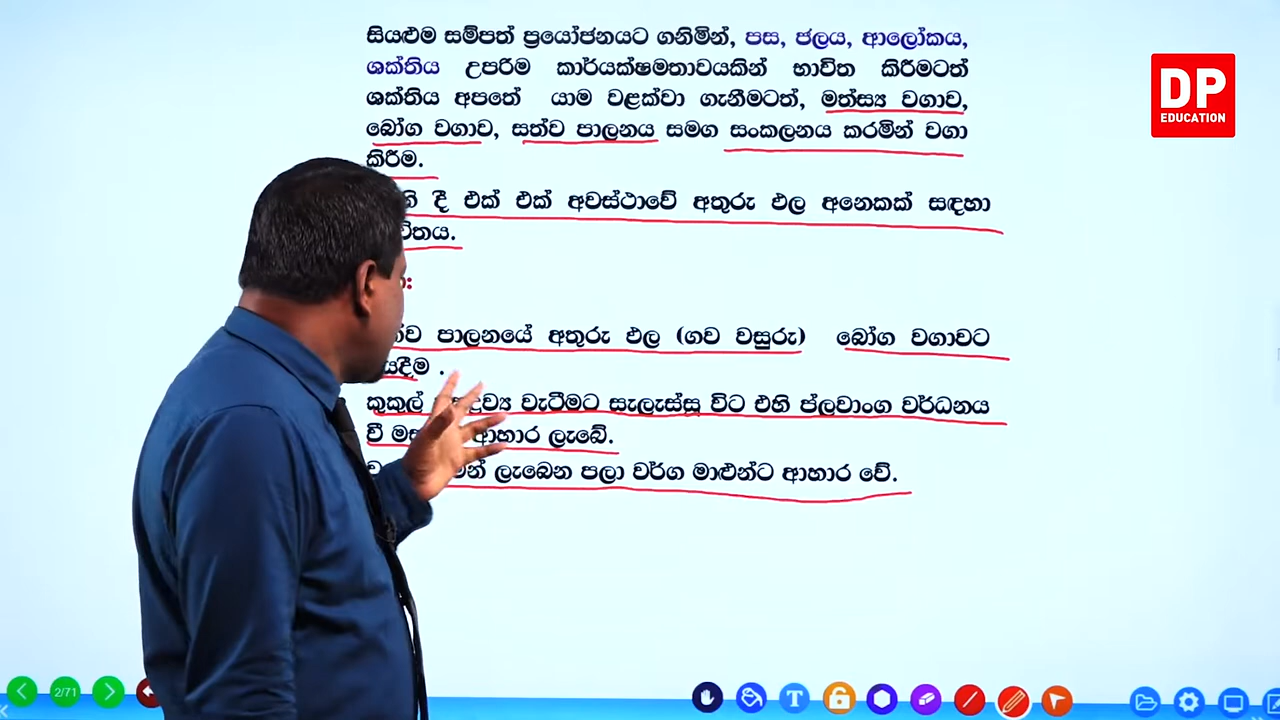 සියළුම සම්පත් ප්‍රයෝජනයට ගනිමින්, පස, ජලය, ආලෝකය,
ශක්තිය උපරිම කාර්යක්ෂමතාවයකින් භාවිත කිරීමටත්
ශක්තිය අපතේ යාම වළක්වා ගැනීමටත්, මත්ස්‍ය වගාව,
බෝග වගාව, සත්ව පාලනය සමග සංකලනය කරමින් වගා
කිරීම.
දී එක් එක් අවස්ථාවේ අතුරු ඵල අනෙකක් සඳහා
පාලනයේ අතුරු ඵල (ගව වසුරු) බෝග වගාවට
කුකුල් වැටීමට සැලැස්සූ විට එහි ප්ලවාංග වර්ධනය
වී ආහාර ලැබේ.
ලැබෙන පලා වර්ග මාළුන්ට ආහාර වේ.
DP
EDUCATION
2/71